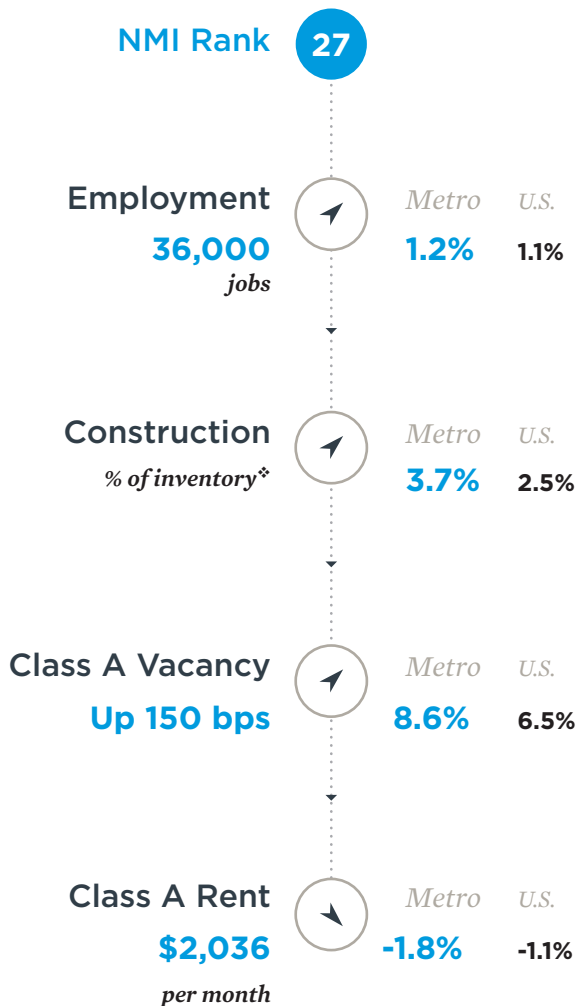 NMI Rank 27
Employment Metro U.S.
36,000 1.2% 1.1%
jobs
Construction Metro U.S.
% of inventory❖ 3.7% 2.5%
Class A Vacancy Metro U.S.
Up 150 bps 8.6% 6.5%
Class A Rent Metro U.S.
$2,036 -1.8% -1.1%
per month